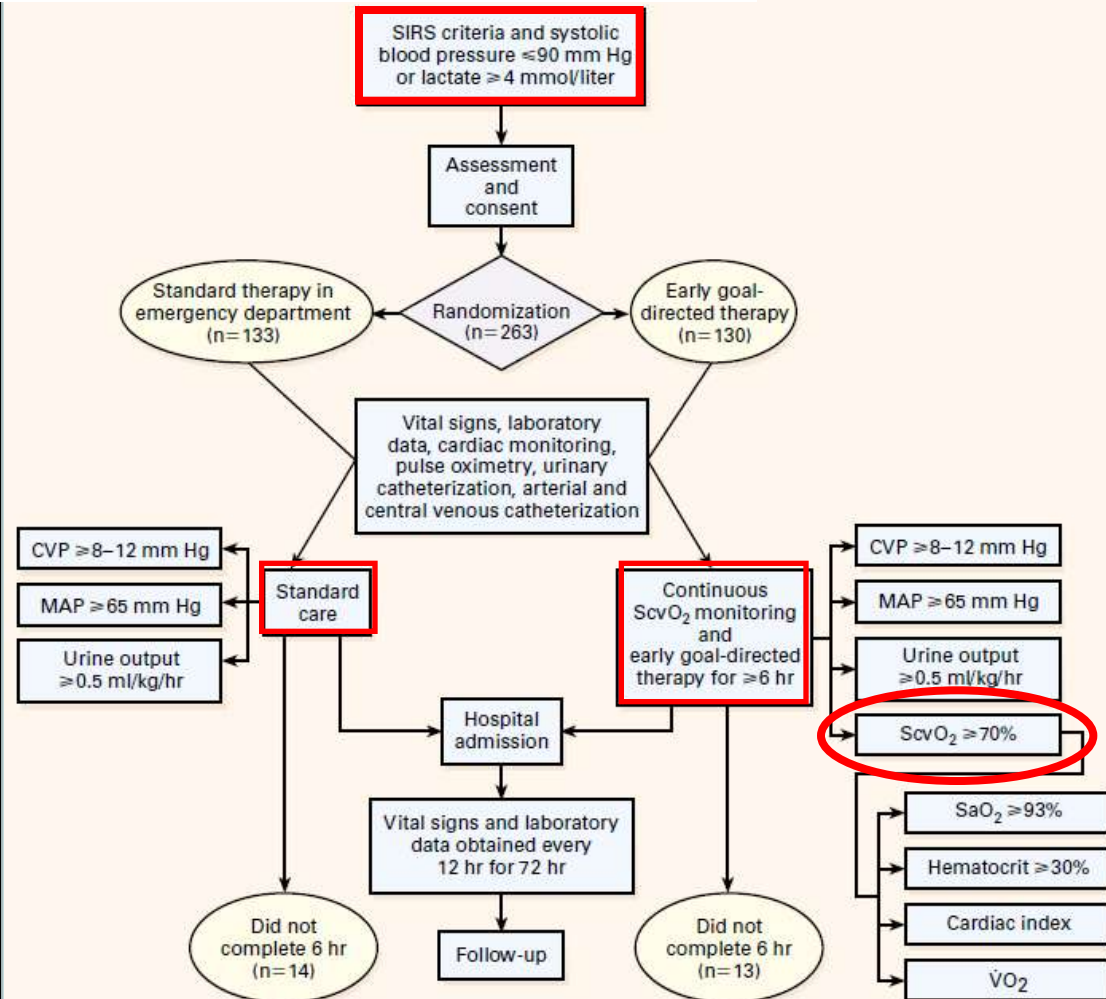 SIRS criteria and systolic
blood pressure ≤90 mm Hg
or lactate ≥4 mmol/liter
Assessment
and
consent
Standard therapy in
emergency department
(n=133)
Randomization
(n=263)
Early goal-
directed therapy
(n=130)
Vital signs, laboratory
data, cardiac monitoring,
pulse oximetry, urinary
catheterization, arterial and
central venous catheterization
CVP ≥8–12 mm Hg
MAP ≥65 mm Hg
Urine output
≥0.5 ml/kg/hr
Standard
care
Continuous
ScvO₂ monitoring
and
early goal-directed
therapy for ≥6 hr
CVP ≥8–12 mm Hg
MAP ≥65 mm Hg
Urine output
≥0.5 ml/kg/hr
ScvO₂ ≥70%
SaO₂ ≥93%
Hematocrit ≥30%
Cardiac index
V̇O₂
Hospital
admission
Vital signs and laboratory
data obtained every
12 hr for 72 hr
Did not
complete 6 hr
(n=14)
Follow-up
Did not
complete 6 hr
(n=13)